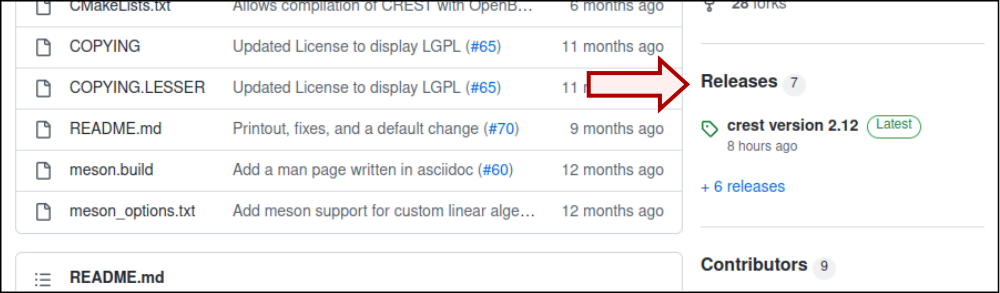 CMakeLists.txt Allows compilation of CREST with OpenB... 6 months ago
COPYING Updated License to display LGPL (#65) 11 months ago
COPYING.LESSER Updated License to display LGPL (#65) 11
README.md Printout, fixes, and a default change (#70) 9 months ago
meson.build Add a man page written in asciidoc (#60) 12 months ago
meson_options.txt Add meson support for custom linear alge... 12 months ago
README.md
28 forks
Releases 7
crest version 2.12 Latest
8 hours ago
+ 6 releases
Contributors 9